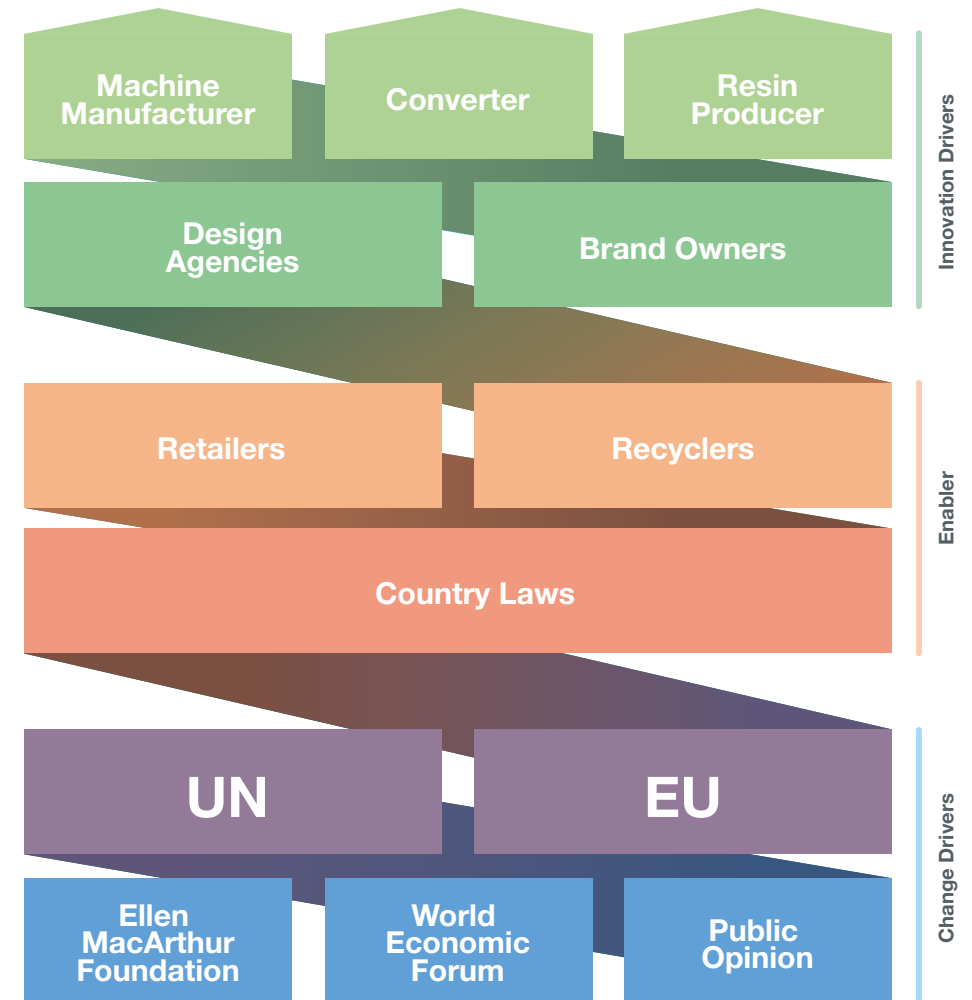 Machine
Manufacturer
Converter
Resin
Producer
Design
Agencies
Brand Owners
Innovation Drivers
Retailers
Recyclers
Country Laws
Enabler
UN
EU
Ellen
MacArthur
Foundation
World
Economic
Forum
Public
Opinion
Change Drivers